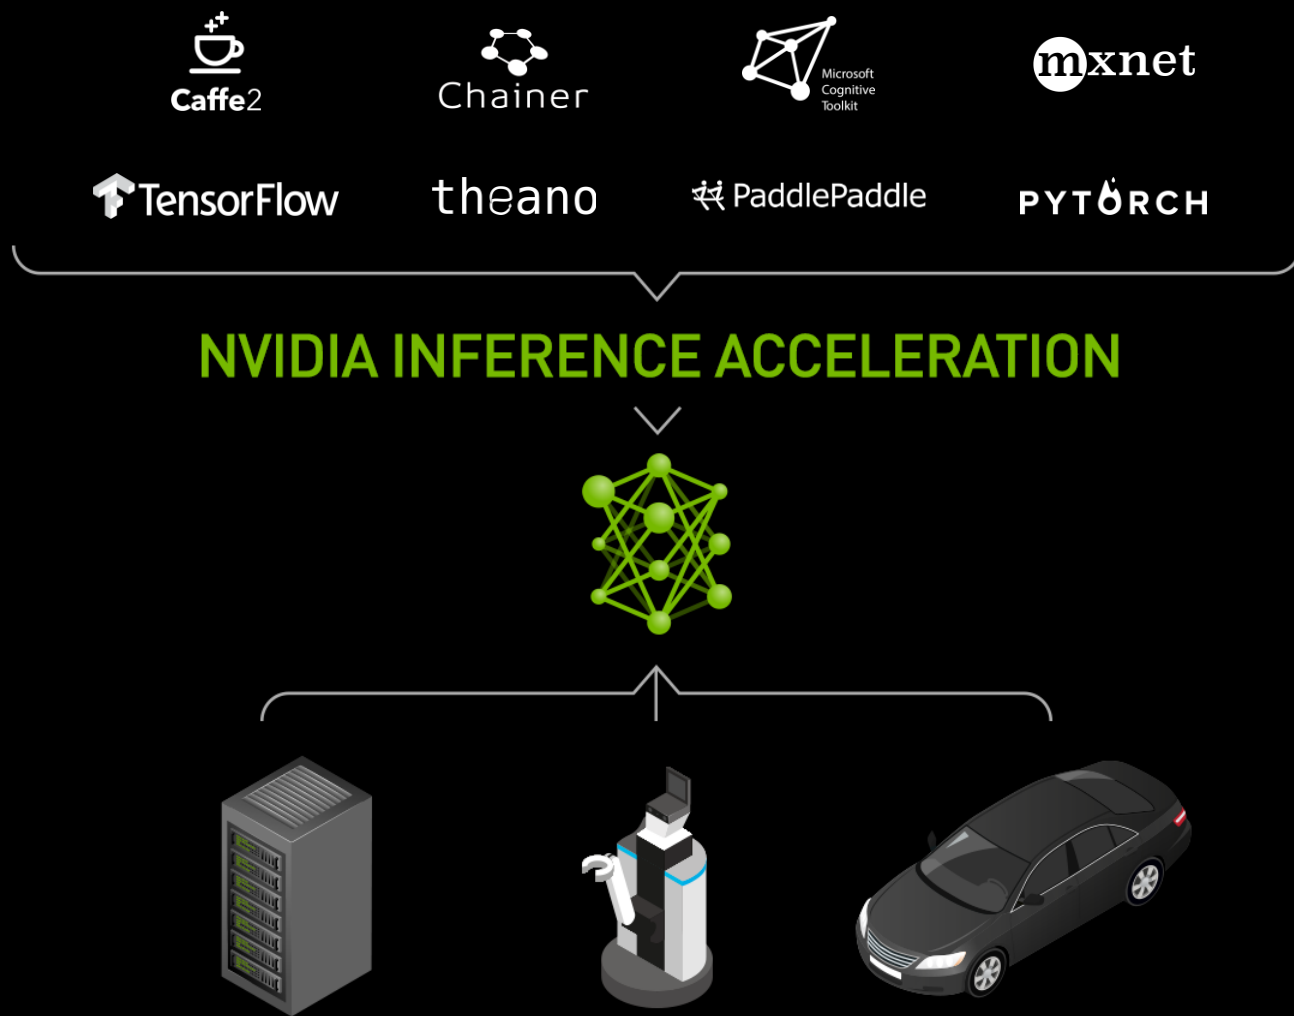 Caffe2
Chainer
Microsoft
Cognitive
Toolkit
mxnet
TensorFlow
theano
PaddlePaddle
PYTORCH
NVIDIA INFERENCE ACCELERATION